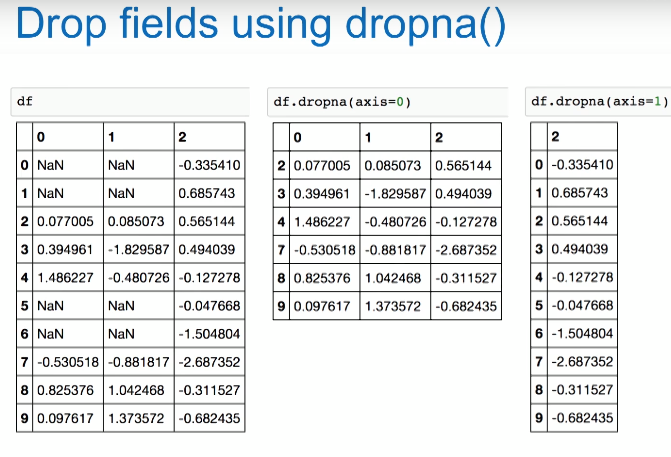 Drop fields using dropna()
df
0 1 2
0 NaN NaN -0.335410
1 NaN NaN 0.685743
2 0.077005 0.085073 0.565144
3 0.394961 -1.829587 0.494039
4 1.486227 -0.480726 -0.127278
5 NaN NaN -0.047668
6 NaN NaN -1.504804
7 -0.530518 -0.881817 -2.687352
8 0.825376 1.042468 -0.311527
9 0.097617 1.373572 -0.682435
df.dropna(axis=0)
0 1 2
2 0.077005 0.085073 0.565144
3 0.394961 -1.829587 0.494039
4 1.486227 -0.480726 -0.127278
7 -0.530518 -0.881817 -2.687352
8 0.825376 1.042468 -0.311527
9 0.097617 1.373572 -0.682435
df.dropna(axis=1)
2
0 -0.335410
1 0.685743
2 0.565144
3 0.494039
4 -0.127278
5 -0.047668
6 -1.504804
7 -2.687352
8 -0.311527
9 -0.682435